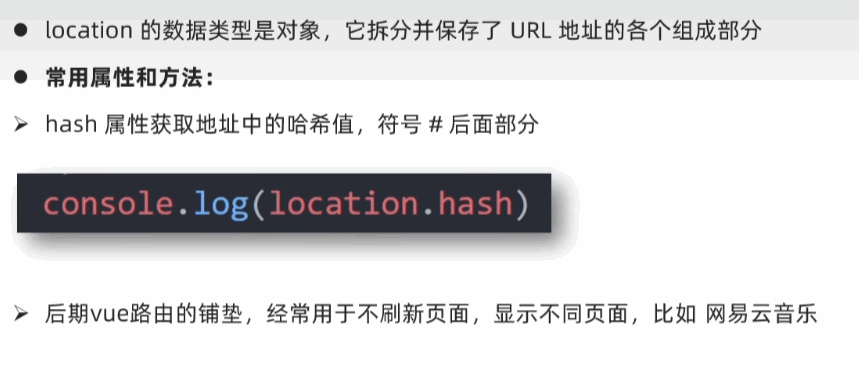 ● location 的数据类型是对象，它拆分并保存了 URL 地址的各个组成部分
● 常用属性和方法：
➢ hash 属性获取地址中的哈希值，符号 # 后面部分
console.log(location.hash)
➢ 后期vue路由的铺垫，经常用于不刷新页面，显示不同页面，比如 网易云音乐